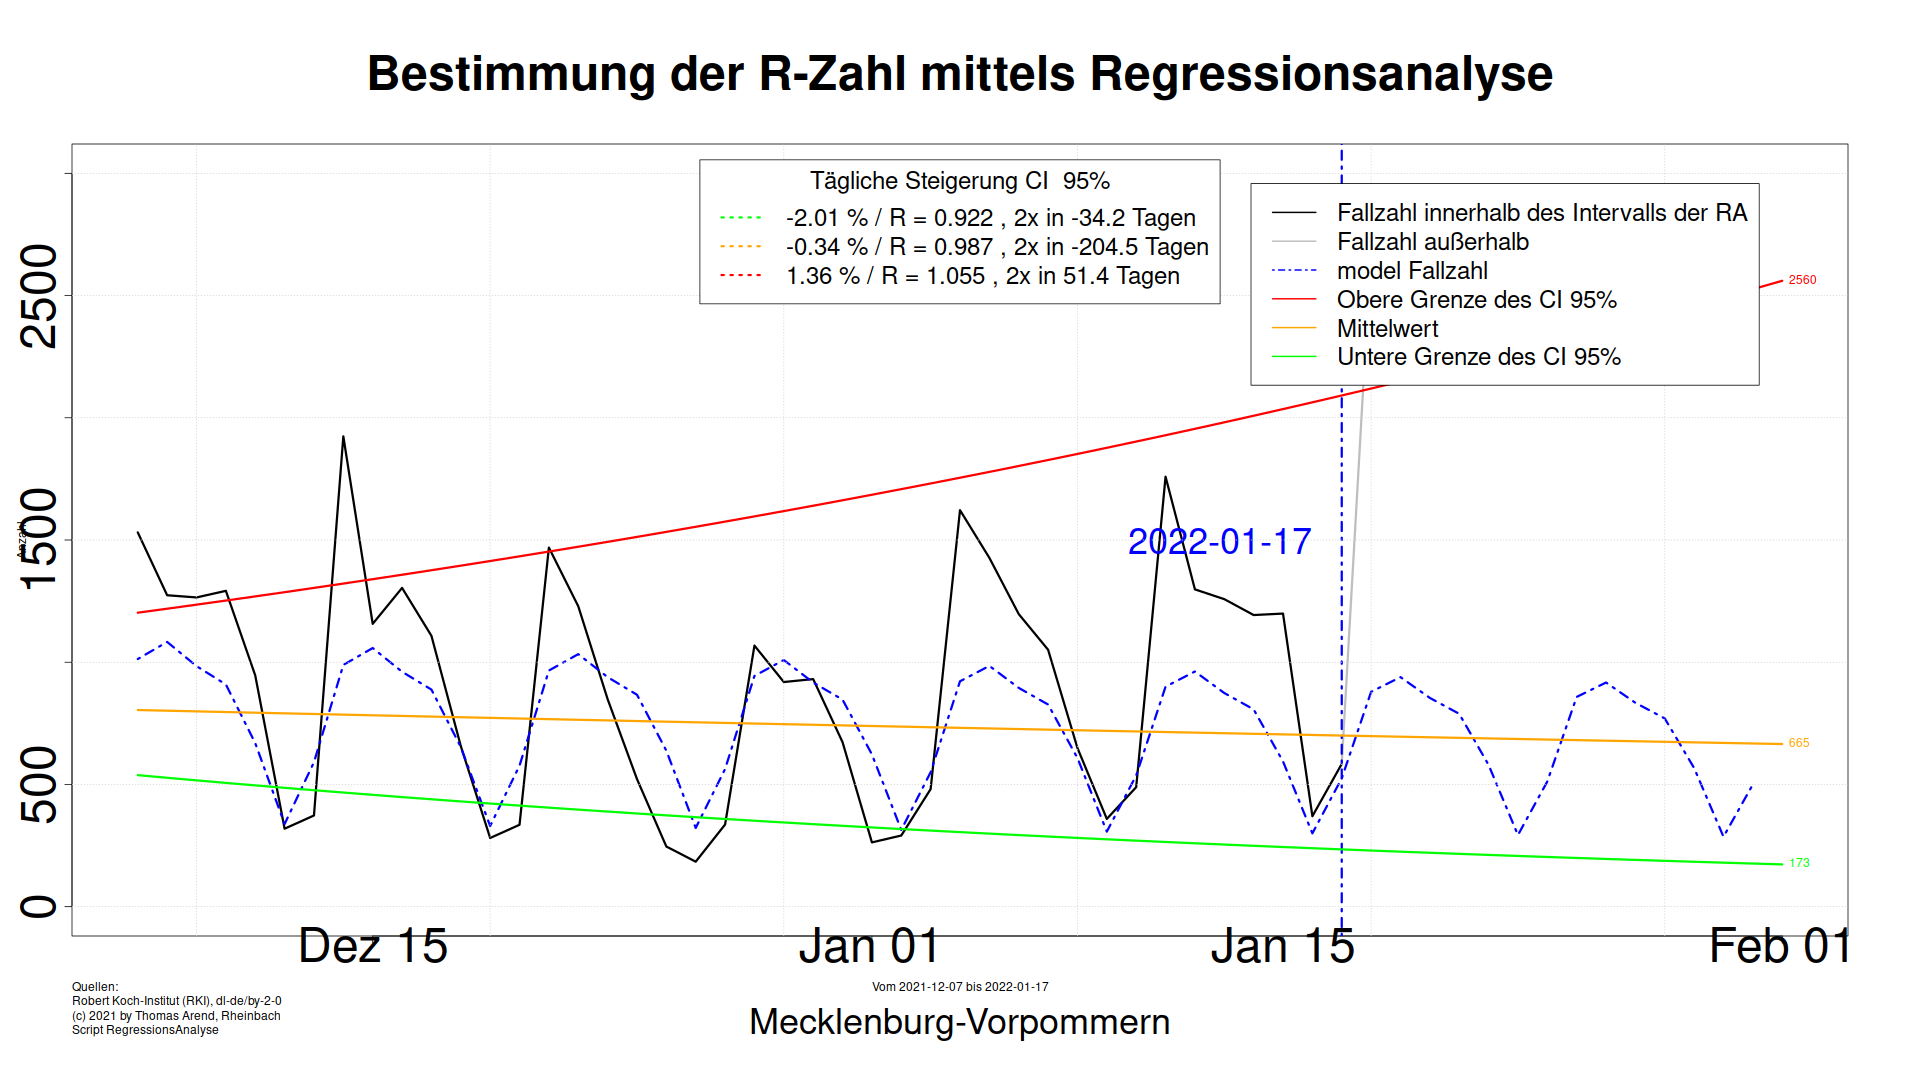 Bestimmung der R-Zahl mittels Regressionsanalyse
Tägliche Steigerung CI  95%
-2.01 % / R = 0.922 , 2x in -34.2 Tagen
-0.34 % / R = 0.987 , 2x in -204.5 Tagen
1.36 % / R = 1.055 , 2x in 51.4 Tagen
Fallzahl innerhalb des Intervalls der RA
Fallzahl außerhalb
model Fallzahl
Obere Grenze des CI 95%
Mittelwert
Untere Grenze des CI 95%
2560
2500
1500
Anzahl
2022-01-17
665
500
173
0
Dez 15
Jan 01
Jan 15
Feb 01
Quellen:
Robert Koch-Institut (RKI), dl-de/by-2-0
(c) 2021 by Thomas Arend, Rheinbach
Script RegressionsAnalyse
Vom 2021-12-07 bis 2022-01-17
Mecklenburg-Vorpommern